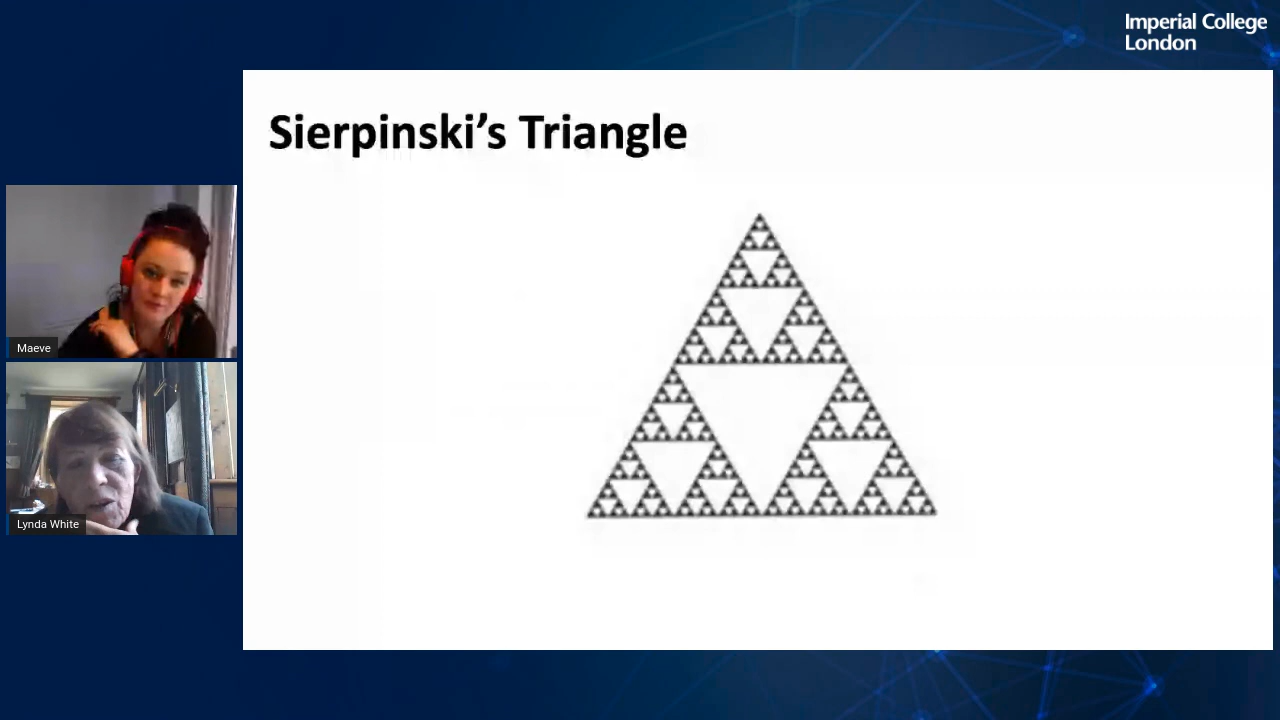 Imperial College
London
Sierpinski's Triangle
Maeve
Lynda White